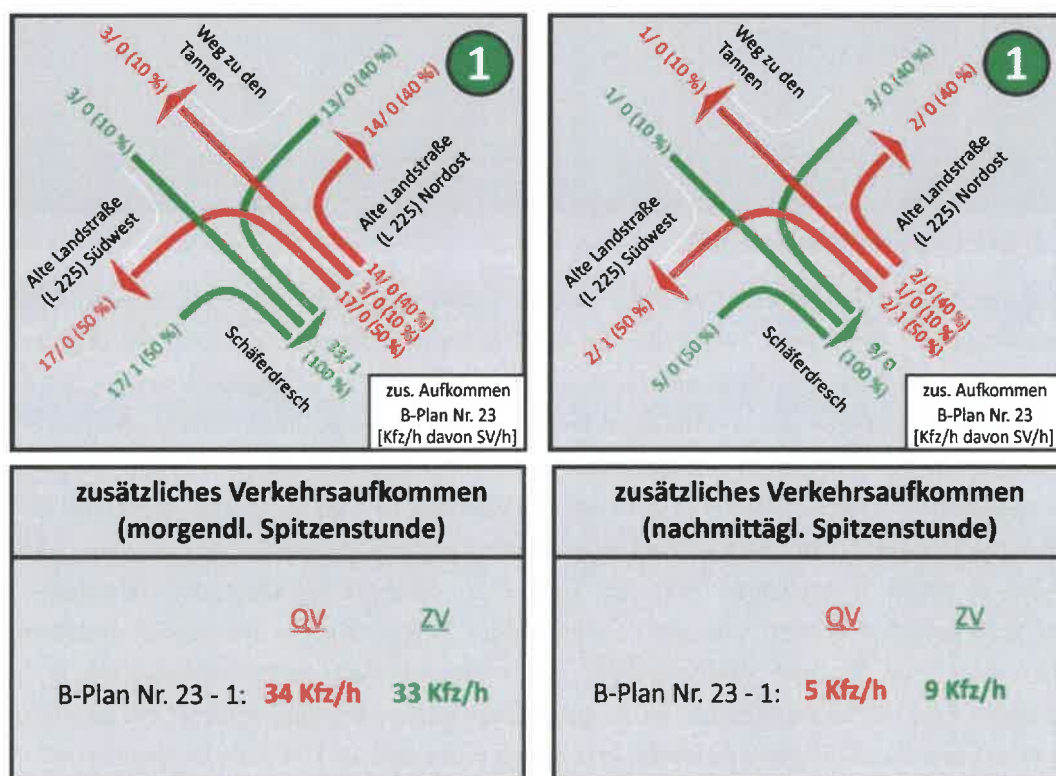 3/ 0 (10 %)
Weg zu den
Tannen
13/ 0 (40 %)
1
14/ 0 (40 %)
3/ 0 (10 %)
Alte Landstraße
(L 225) Nordost
Alte Landstraße
(L 225) Südwest
14/ 0 (40%)
3/ 0 (10%)
17/ 0 (50%)
17/ 0 (50 %)
17/ 1 (50 %)
Schäferdresch
33/ 1
(100 %)
zus. Aufkommen
B-Plan Nr. 23
[Kfz/h davon SV/h]
1/ 0 (10 %)
Weg zu den
Tannen
3/ 0 (40 %)
1
2/ 0 (40 %)
1/ 0 (10 %)
Alte Landstraße
(L 225) Nordost
Alte Landstraße
(L 225) Südwest
2/ 0 (40%)
1/ 0 (10%)
2/ 1 (50%)
2/ 1 (50 %)
5/ 0 (50 %)
Schäferdresch
9/ 0
(100 %)
zus. Aufkommen
B-Plan Nr. 23
[Kfz/h davon SV/h]
zusätzliches Verkehrsaufkommen
(morgendl. Spitzenstunde)
QV ZV
B-Plan Nr. 23 - 1: 34 Kfz/h 33 Kfz/h
zusätzliches Verkehrsaufkommen
(nachmittägl. Spitzenstunde)
QV ZV
B-Plan Nr. 23 - 1: 5 Kfz/h 9 Kfz/h